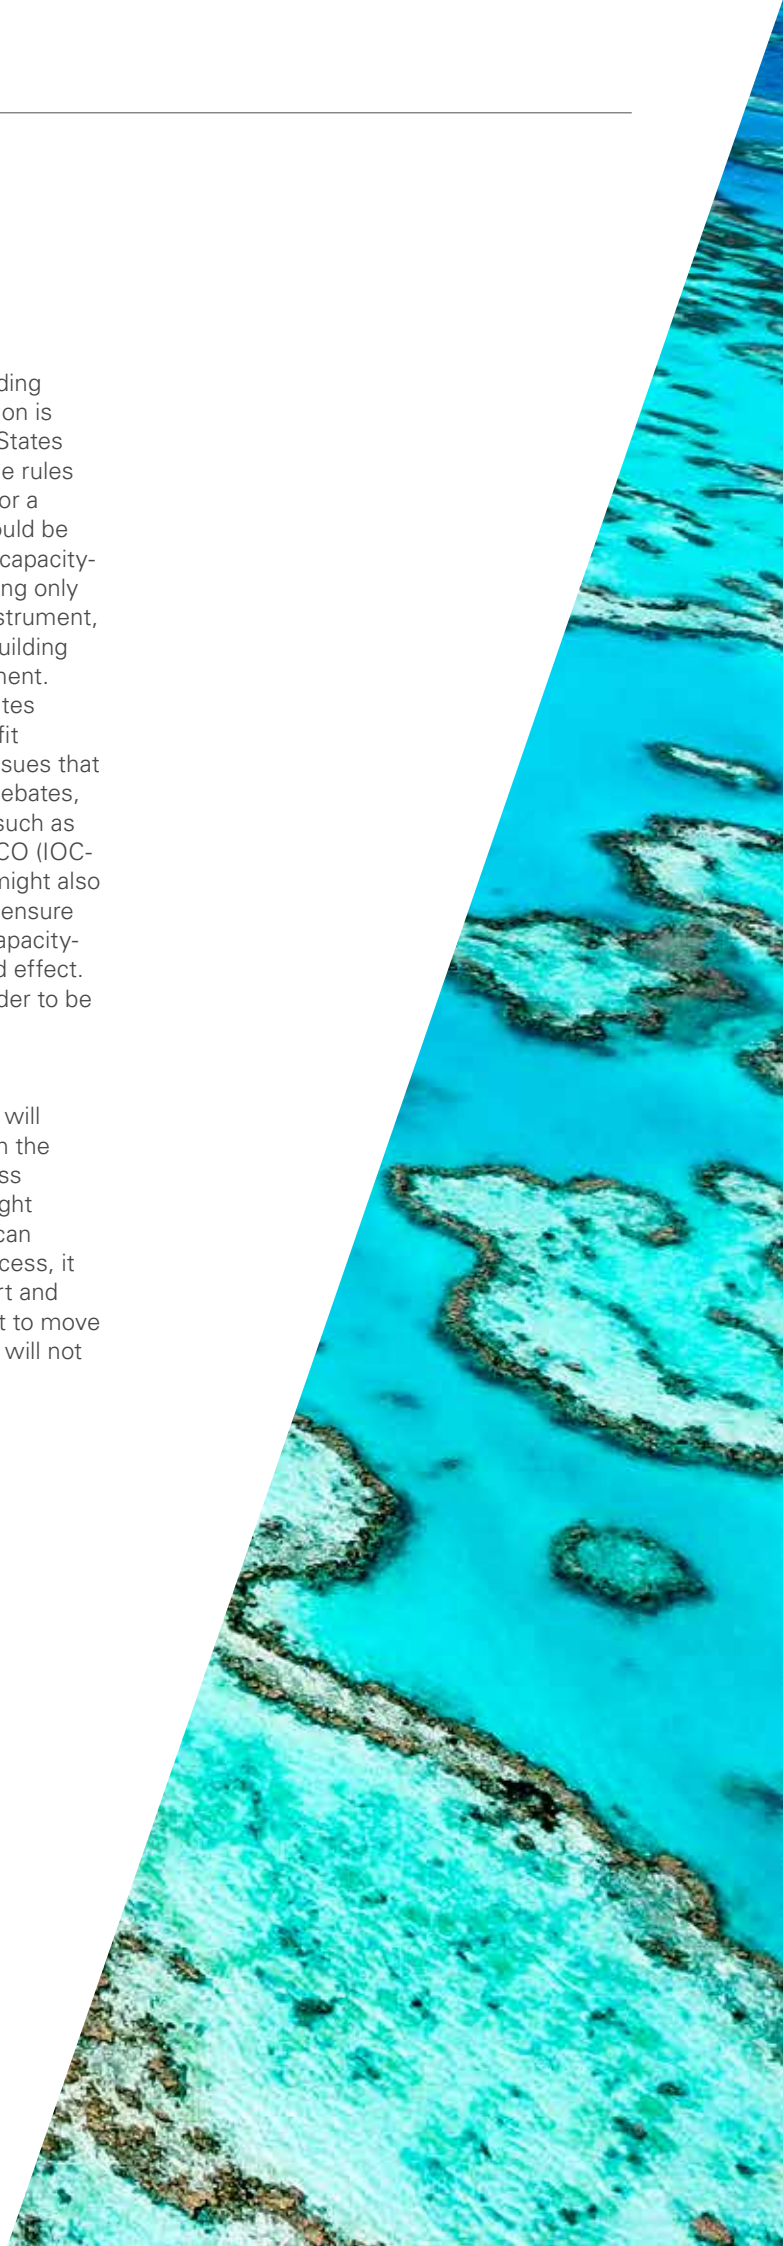 ding
on is
States
e rules
or a
ould be
capacity-
ng only
strument,
uilding
nent.
tes
fit
sues that
ebates,
such as
CO (IOC-
might also
ensure
apacity-
d effect.
der to be
will
n the
ss
ght
can
cess, it
rt and
t to move
will not